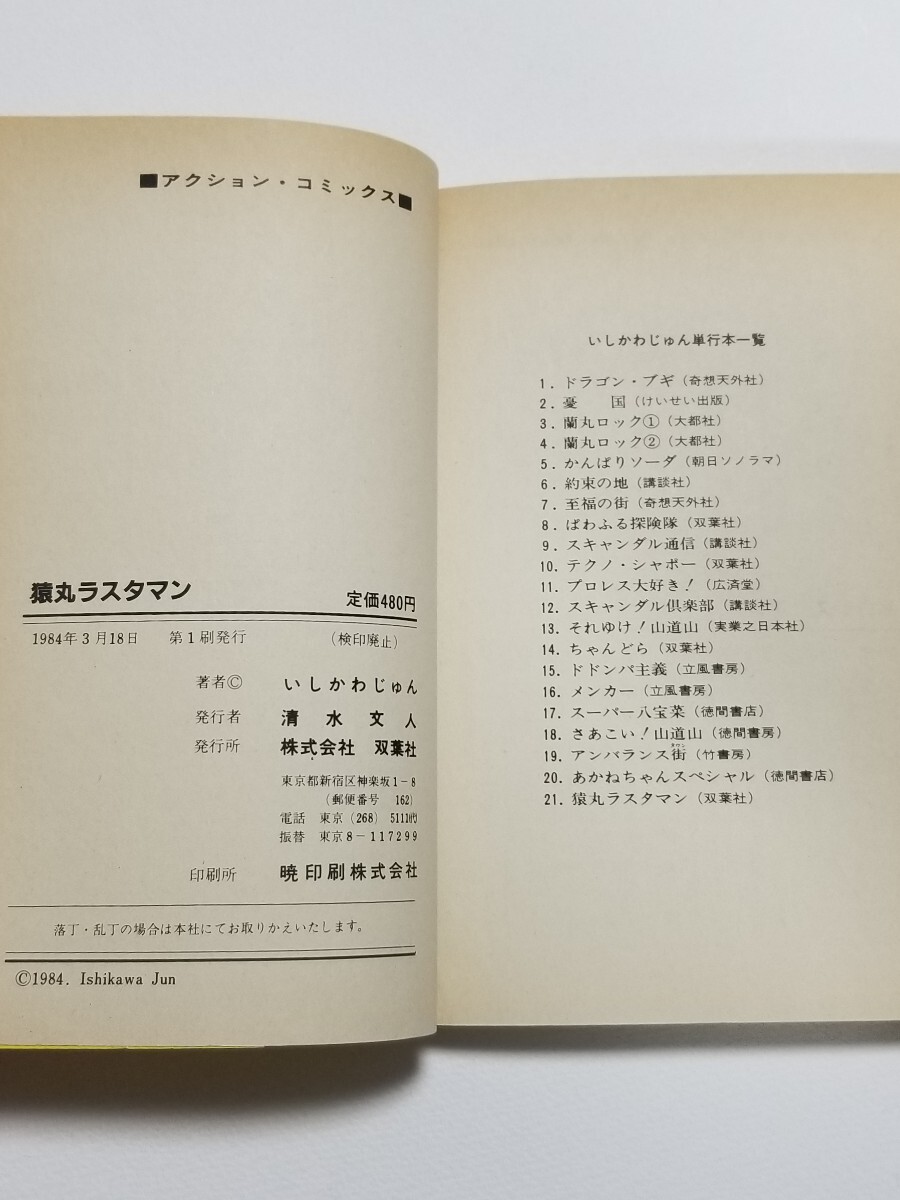 ■アクション・コミックス■
猿丸ラスタマン　定価480円
1984年3月18日　第1刷発行　（検印廃止）
著者©　いしかわじゅん
発行者　清水文人
発行所　株式会社　双葉社
東京都新宿区神楽坂1－8
（郵便番号　162）
電話　東京（268）5111㈹
振替　東京8－117299
印刷所　暁印刷株式会社
落丁・乱丁の場合は本社にてお取りかえいたします。
©1984. Ishikawa Jun
いしかわじゅん単行本一覧
1．ドラゴン・ブギ（奇想天外社）
2．憂　国（けいせい出版）
3．蘭丸ロック①（大都社）
4．蘭丸ロック②（大都社）
5．かんぱりソーダ（朝日ソノラマ）
6．約束の地（講談社）
7．至福の街（奇想天外社）
8．ぱわふる探険隊（双葉社）
9．スキャンダル通信（講談社）
10．テクノ・シャポー（双葉社）
11．プロレス大好き！（広済堂）
12．スキャンダル倶楽部（講談社）
13．それゆけ！山道山（実業之日本社）
14．ちゃんどら（双葉社）
15．ドドンパ主義（立風書房）
16．メンカー（立風書房）
17．スーパー八宝菜（徳間書店）
18．さあこい！山道山（徳間書房）
19．アンバランス街（タウン）（竹書房）
20．あかねちゃんスペシャル（徳間書店）
21．猿丸ラスタマン（双葉社）